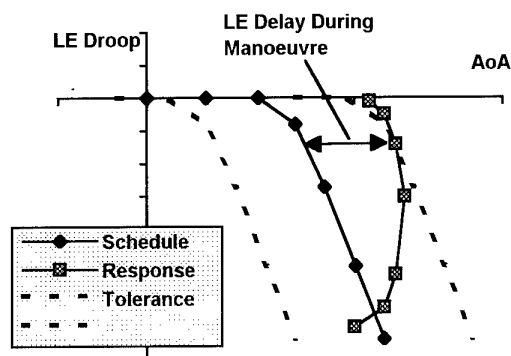 LE Droop
LE Delay During
Manoeuvre
AoA
Schedule
Response
Tolerance